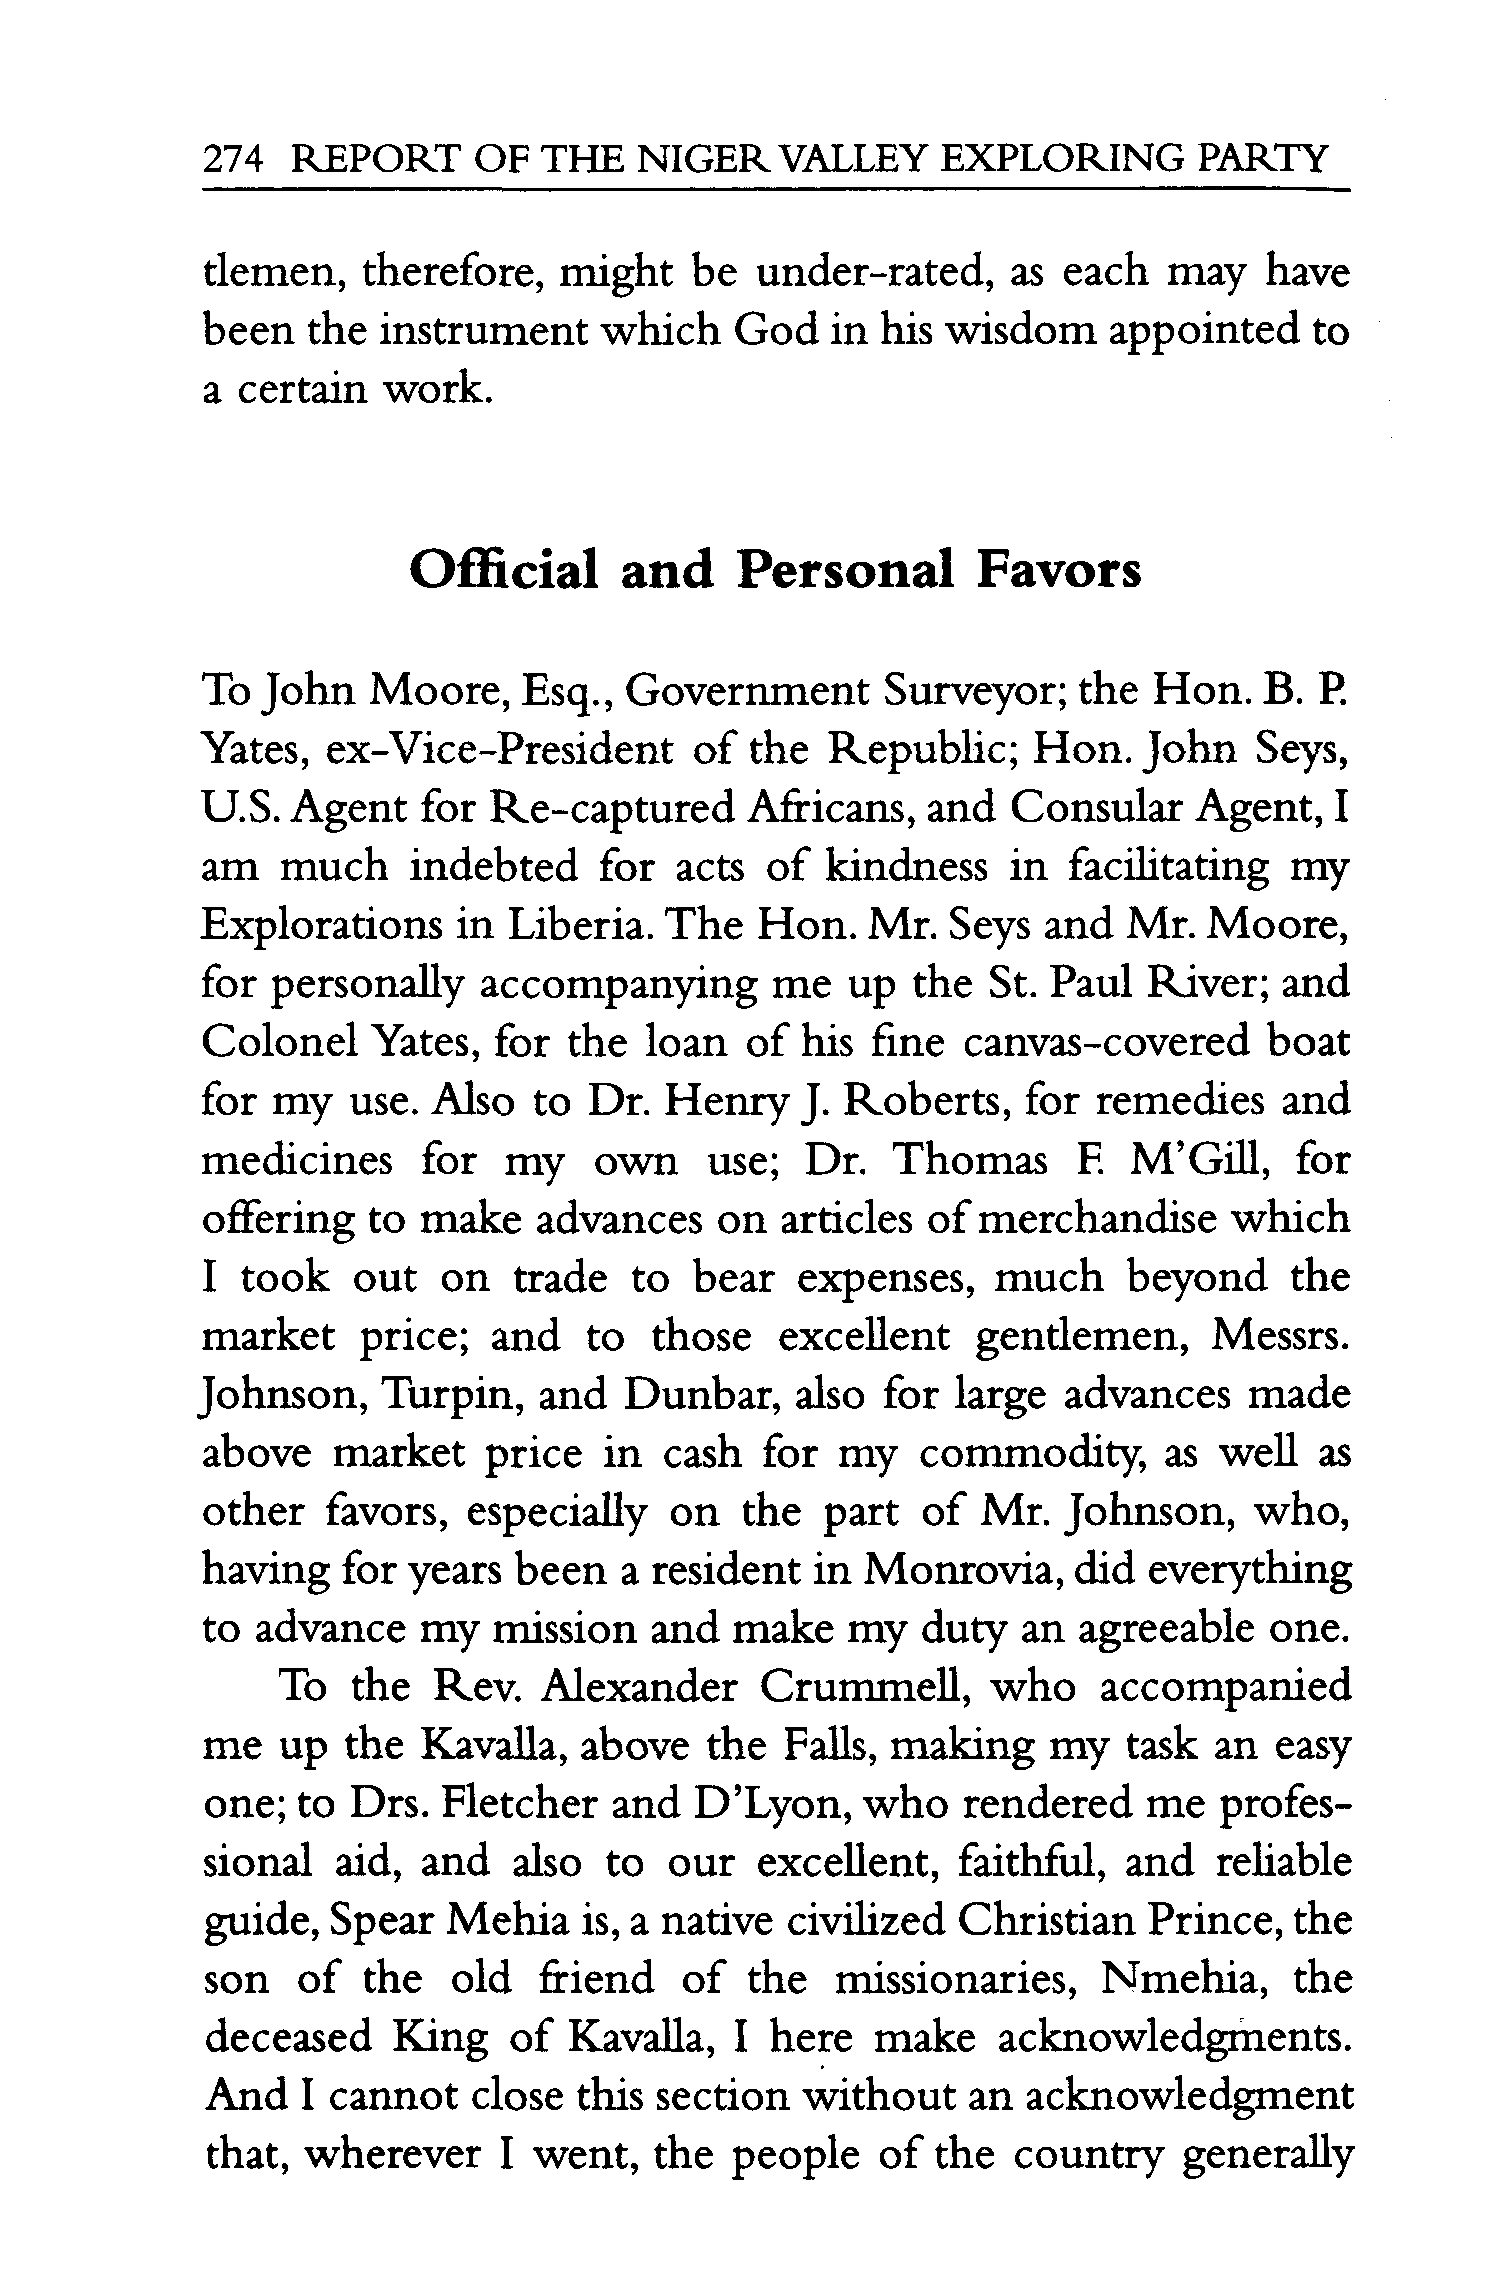 274 REPORT OF THE NIGER VALLEY EXPLORING PARTY
tlemen, therefore, might be under-rated, as each may have
been the instrument which God in his wisdom appointed to
a certain work.
Official and Personal Favors
To John Moore, Esq., Government Surveyor; the Hon. B. P.
Yates, ex-Vice-President of the Republic; Hon. John Seys,
U.S. Agent for Re-captured Africans, and Consular Agent, I
am much indebted for acts of kindness in facilitating my
Explorations in Liberia. The Hon. Mr. Seys and Mr. Moore,
for personally accompanying me up the St. Paul River; and
Colonel Yates, for the loan of his fine canvas-covered boat
for my use. Also to Dr. Henry J. Roberts, for remedies and
medicines for my own use; Dr. Thomas F. M'Gill, for
offering to make advances on articles of merchandise which
I took out on trade to bear expenses, much beyond the
market price; and to those excellent gentlemen, Messrs.
Johnson, Turpin, and Dunbar, also for large advances made
above market price in cash for my commodity, as well as
other favors, especially on the part of Mr. Johnson, who,
having for years been a resident in Monrovia, did everything
to advance my mission and make my duty an agreeable one.
To the Rev. Alexander Crummell, who accompanied
me up the Kavalla, above the Falls, making my task an easy
one; to Drs. Fletcher and D'Lyon, who rendered me profes-
sional aid, and also to our excellent, faithful, and reliable
guide, Spear Mehia is, a native civilized Christian Prince, the
son of the old friend of the missionaries, Nmehia, the
deceased King of Kavalla, I here make acknowledgments.
And I cannot close this section without an acknowledgment
that, wherever I went, the people of the country generally